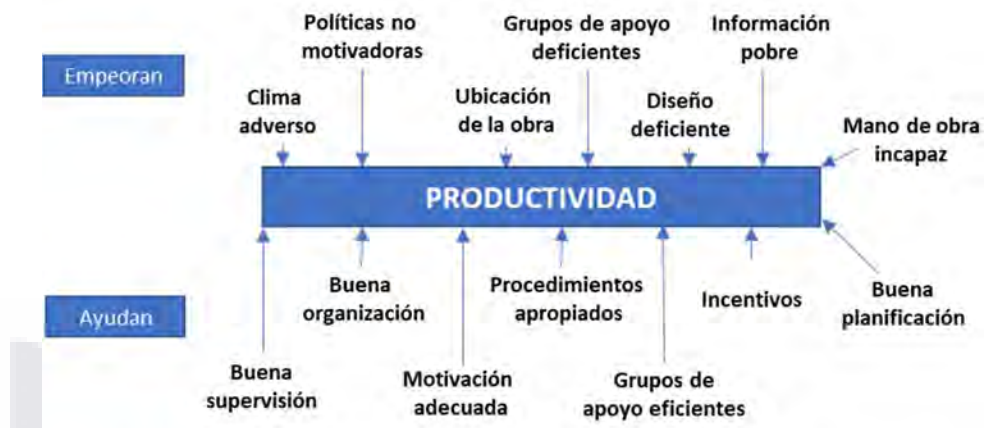 Políticas no
motivadoras
Grupos de apoyo
deficientes
Información
pobre
Empeoran
Clima
adverso
Ubicación
de la obra
Diseño
deficiente
Mano de obra
incapaz
PRODUCTIVIDAD
Buena
organización
Procedimientos
apropiados
Incentivos
Buena
planificación
Ayudan
Buena
supervisión
Motivación
adecuada
Grupos de
apoyo eficientes